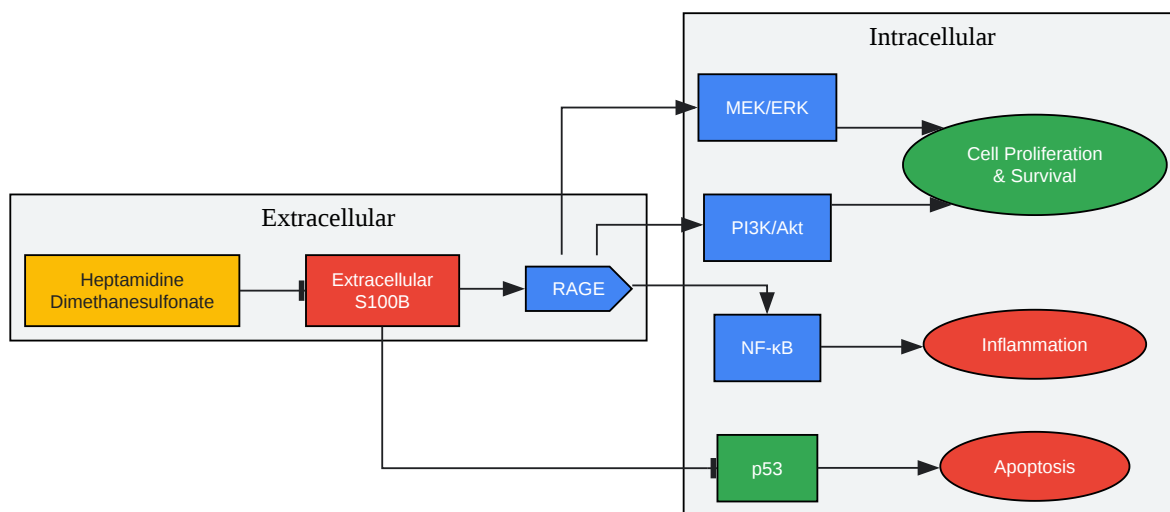 Extracellular
Heptamidine
Dimethanesulfonate
Extracellular
S100B
RAGE
Intracellular
MEK/ERK
Cell Proliferation
& Survival
PI3K/Akt
NF-κB
Inflammation
p53
Apoptosis